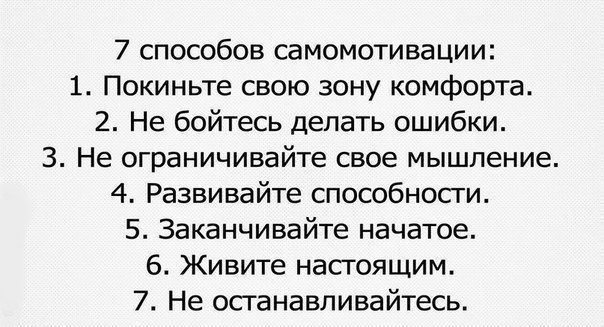 7 способов самомотивации:
1. Покиньте свою зону комфорта.
2. Не бойтесь делать ошибки.
3. Не ограничивайте свое мышление.
4. Развивайте способности.
5. Заканчивайте начатое.
6. Живите настоящим.
7. Не останавливайтесь.